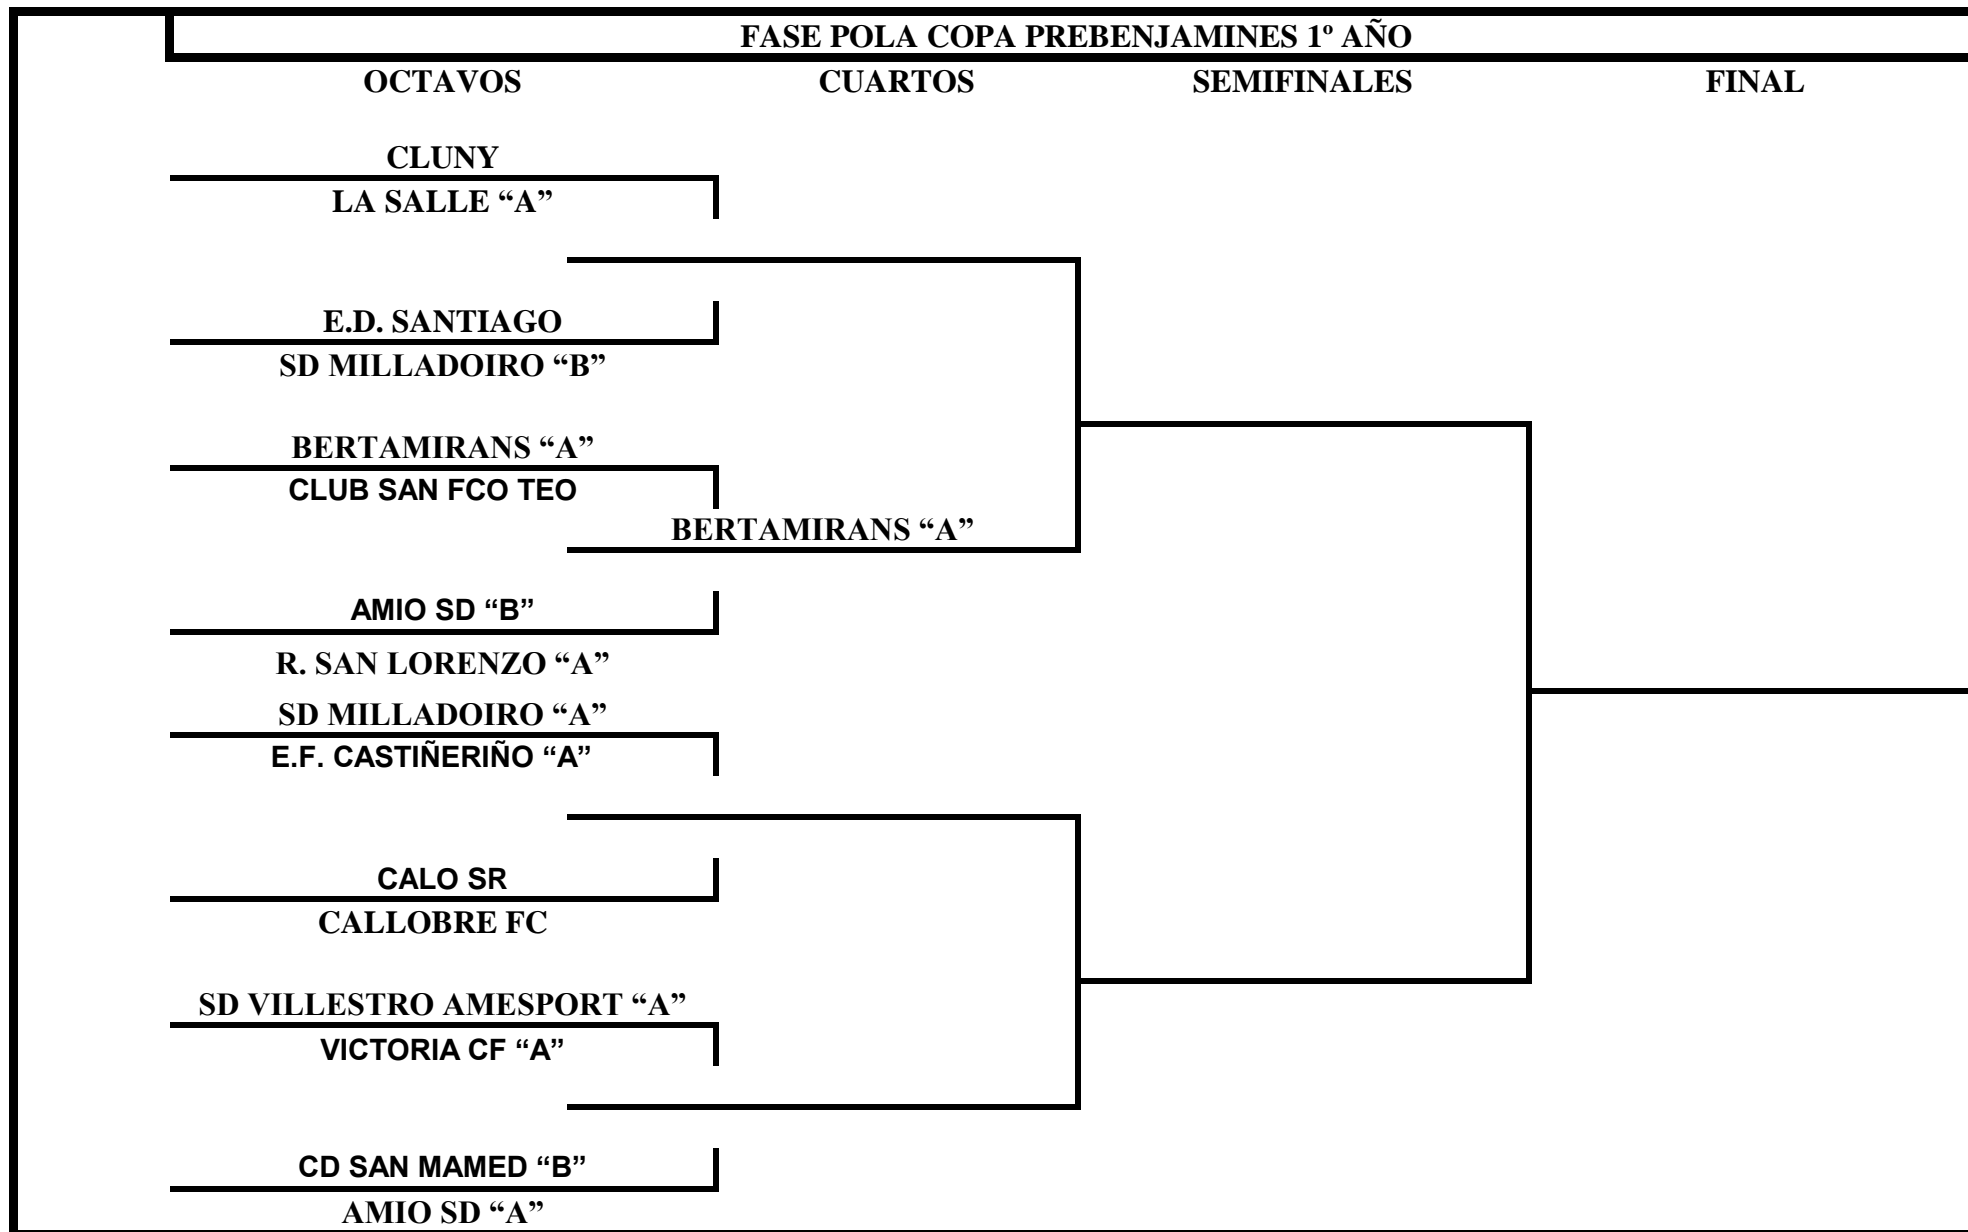 FASE POLA COPA PREBENJAMINES 1º AÑO
OCTAVOS CUARTOS SEMIFINALES FINAL
CLUNY
LA SALLE “A”
E.D. SANTIAGO
SD MILLADOIRO “B”
BERTAMIRANS “A”
CLUB SAN FCO TEO
BERTAMIRANS “A”
AMIO SD “B”
R. SAN LORENZO “A”
SD MILLADOIRO “A”
E.F. CASTIÑERIÑO “A”
CALO SR
CALLOBRE FC
SD VILLESTRO AMESPORT “A”
VICTORIA CF “A”
CD SAN MAMED “B”
AMIO SD “A”